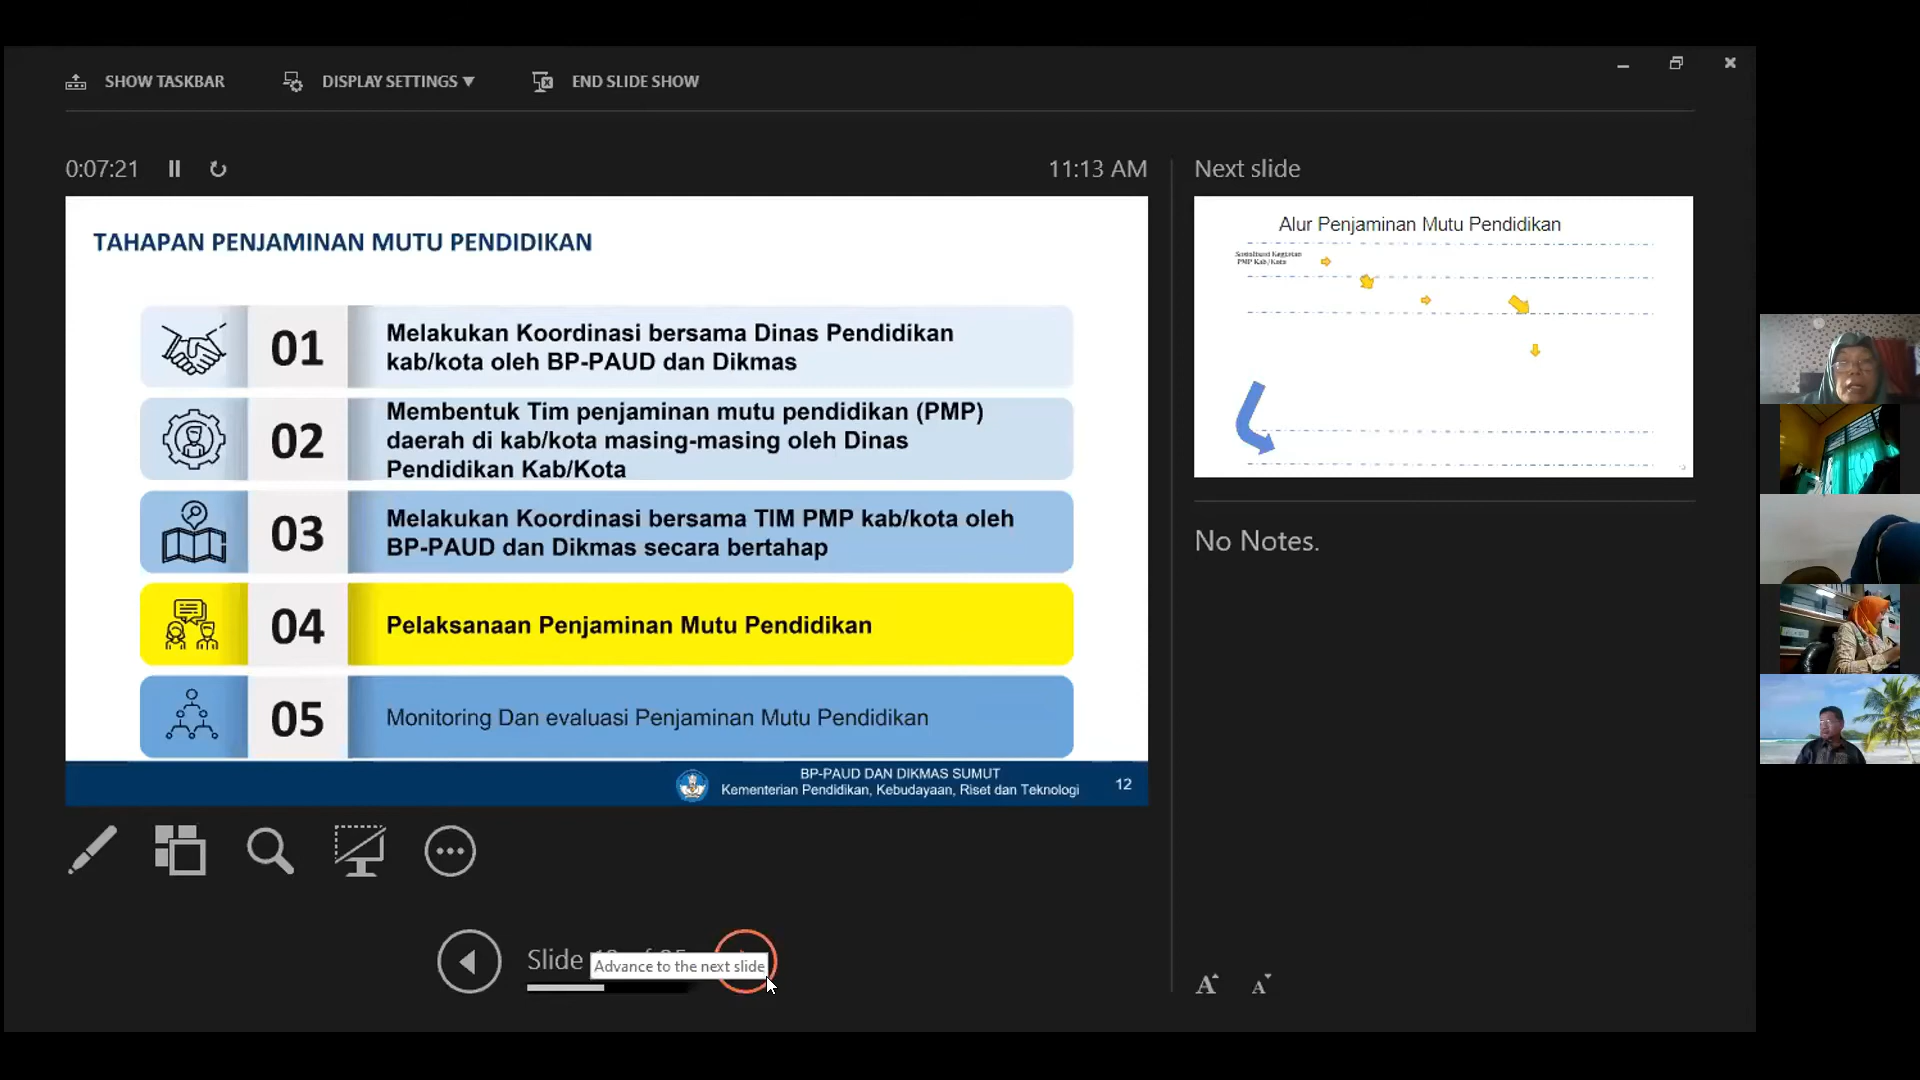 SHOW TASKBAR
DISPLAY SETTINGS ▼
END SLIDE SHOW
0:07:21
11:13 AM
TAHAPAN PENJAMINAN MUTU PENDIDIKAN
01
Melakukan Koordinasi bersama Dinas Pendidikan
kab/kota oleh BP-PAUD dan Dikmas
02
Membentuk Tim penjaminan mutu pendidikan (PMP)
daerah di kab/kota masing-masing oleh Dinas
Pendidikan Kab/Kota
03
Melakukan Koordinasi bersama TIM PMP kab/kota oleh
BP-PAUD dan Dikmas secara bertahap
04
Pelaksanaan Penjaminan Mutu Pendidikan
05
Monitoring Dan evaluasi Penjaminan Mutu Pendidikan
BP-PAUD DAN DIKMAS SUMUT
Kementerian Pendidikan, Kebudayaan, Riset dan Teknologi
12
Slide
Advance to the next slide
Next slide
Alur Penjaminan Mutu Pendidikan
Sosialisasi Kegiatan
PMP Kab/Kota
No Notes.
A
A